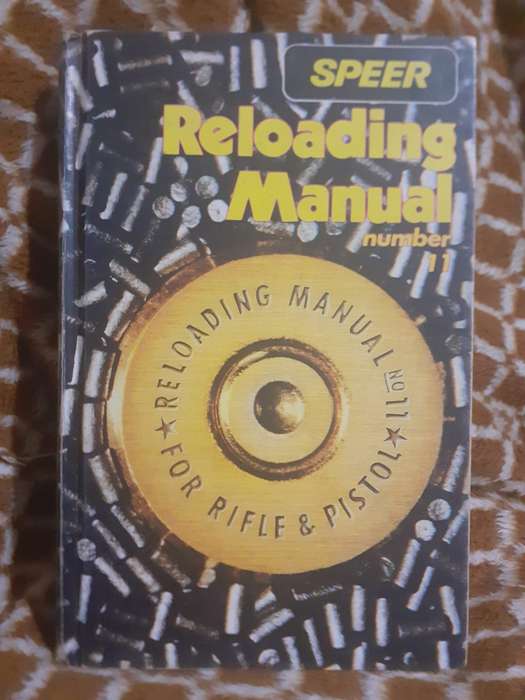 SPEER
Reloading
Manual
number
11
★ RELOADING MANUAL No 11 ★
FOR RIFLE & PISTOL